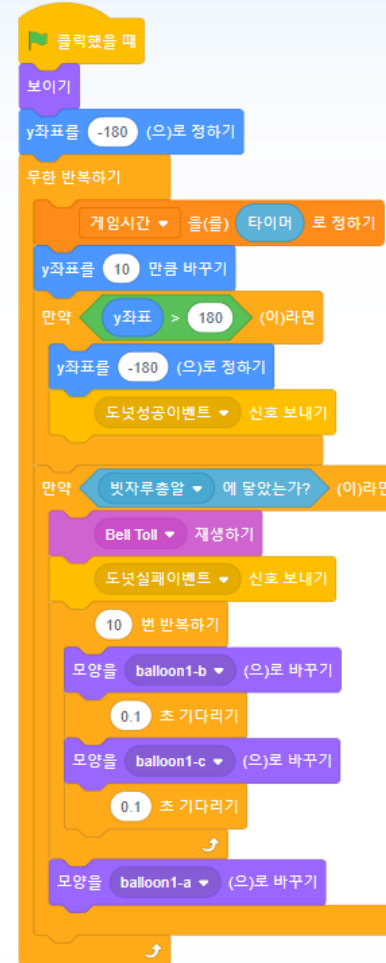 클릭했을 때
보이기
y좌표를 -180 (으)로 정하기
무한 반복하기
게임시간 을(를) 타이머 로 정하기
y좌표를 10 만큼 바꾸기
만약 y좌표 > 180 (이)라면
y좌표를 -180 (으)로 정하기
도넛성공이벤트 신호 보내기
만약 빗자루총알 에 닿았는가? (이)라면
Bell Toll 재생하기
도넛실패이벤트 신호 보내기
10 번 반복하기
모양을 balloon1-b (으)로 바꾸기
0.1 초 기다리기
모양을 balloon1-c (으)로 바꾸기
0.1 초 기다리기
모양을 balloon1-a (으)로 바꾸기